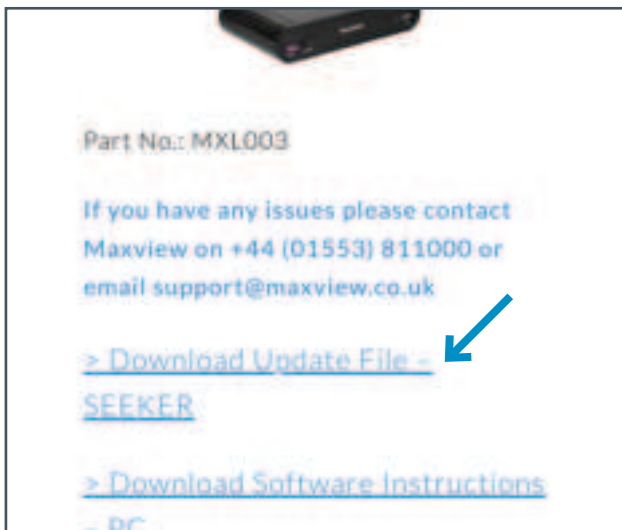 Part No.: MXL003
If you have any issues please contact
Maxview on +44 (01553) 811000 or
email support@maxview.co.uk
> Download Update File –
SEEKER
> Download Software Instructions
– PC